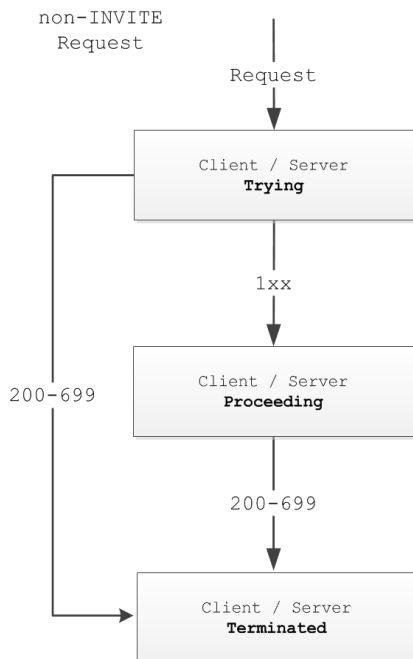 non-INVITE
Request
Request
Client / Server
Trying
1xx
Client / Server
Proceeding
200-699
200-699
Client / Server
Terminated